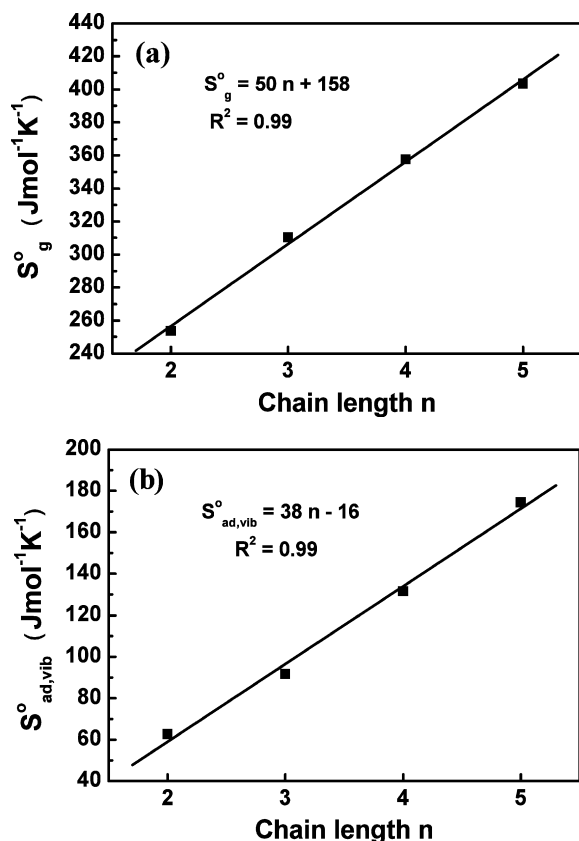 (a)
S°g = 50 n + 158
R² = 0.99
S°g (Jmol⁻¹K⁻¹)
440
420
400
380
360
340
320
300
280
260
240
2 3 4 5
Chain length n
(b)
S°ad,vib = 38 n - 16
R² = 0.99
S°ad,vib (Jmol⁻¹K⁻¹)
200
180
160
140
120
100
80
60
40
2 3 4 5
Chain length n